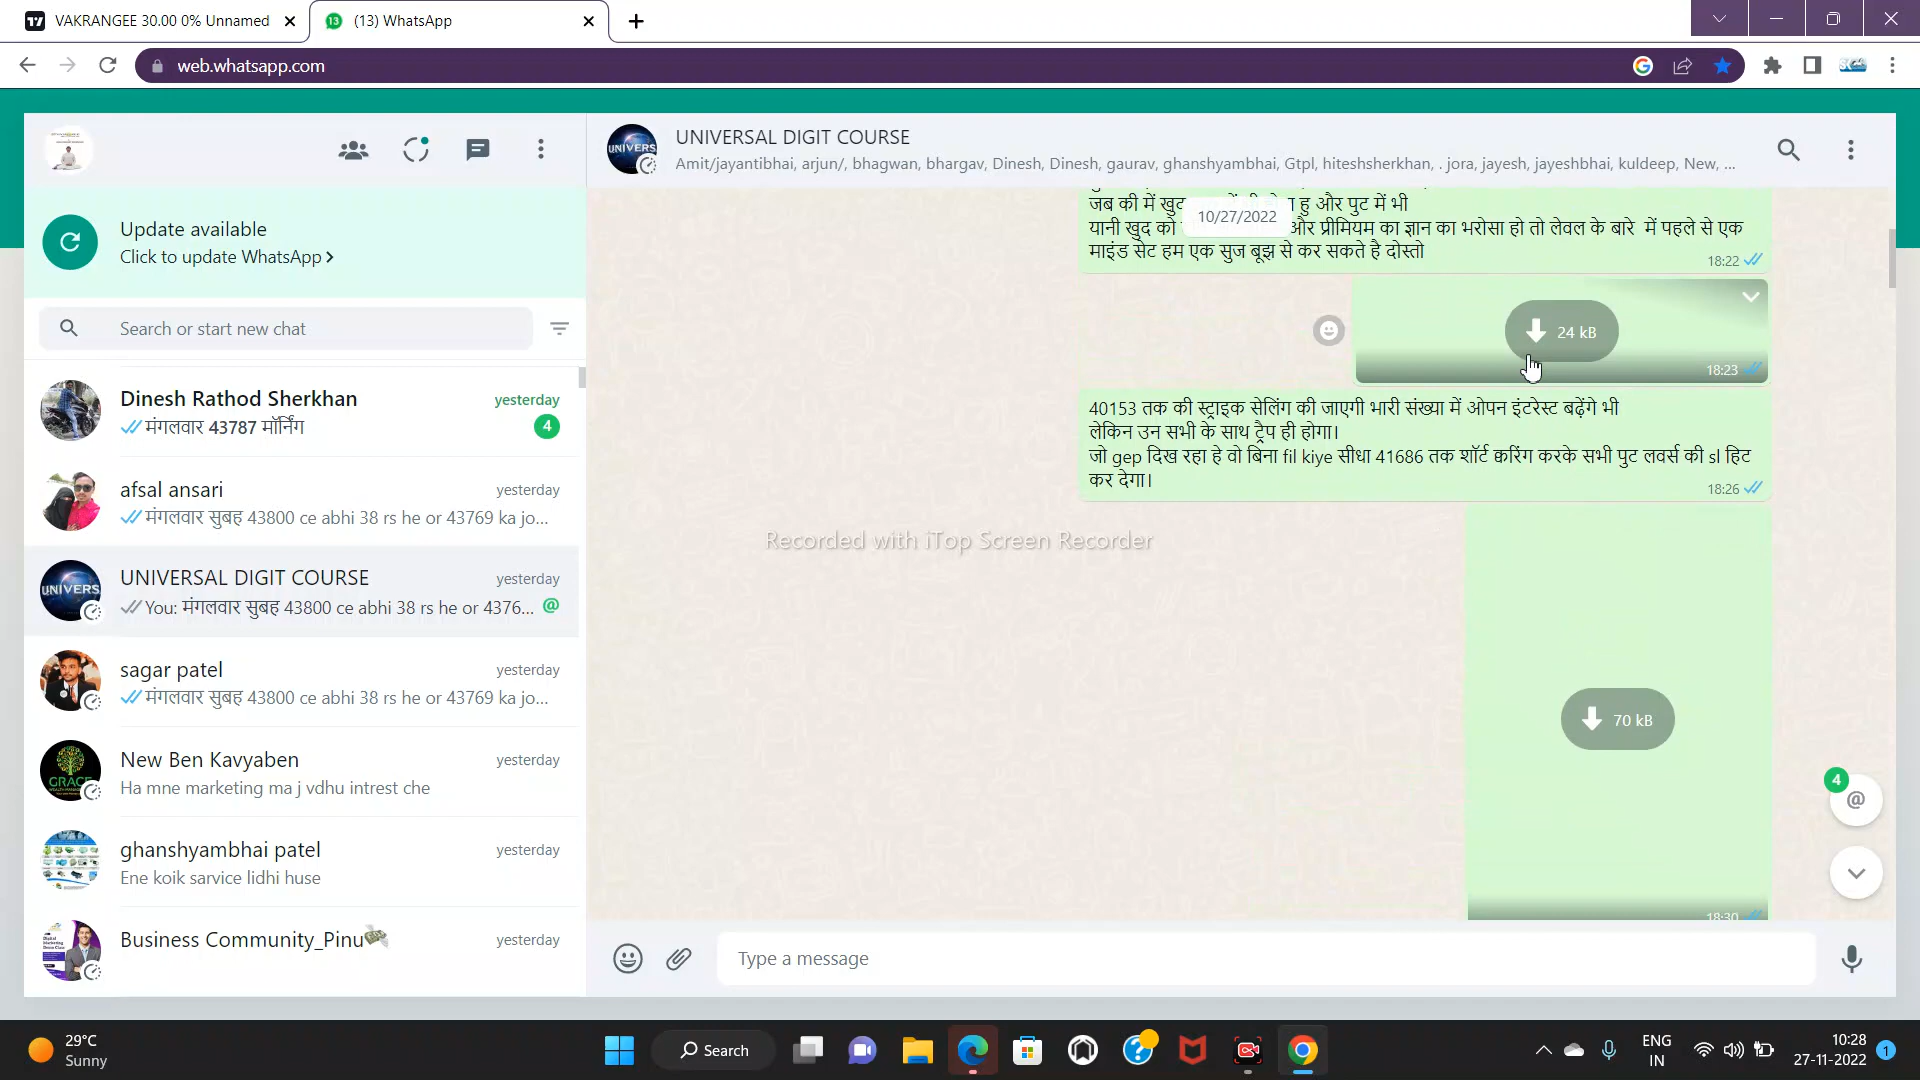 VAKRANGEE 30.00 0% Unnamed
(13) WhatsApp
web.whatsapp.com
Update available
Click to update WhatsApp
Search or start new chat
Dinesh Rathod Sherkhan
yesterday
मंगलवार 43787 मॉर्निंग
4
afsal ansari
yesterday
मंगलवार सुबह 43800 ce abhi 38 rs he or 43769 ka jo...
UNIVERSAL DIGIT COURSE
yesterday
You: मंगलवार सुबह 43800 ce abhi 38 rs he or 4376...
@
sagar patel
yesterday
मंगलवार सुबह 43800 ce abhi 38 rs he or 43769 ka jo...
New Ben Kavyaben
yesterday
Ha mne marketing ma j vdhu intrest che
ghanshyambhai patel
yesterday
Ene koik sarvice lidhi huse
Business Community_Pinu
yesterday
UNIVERSAL DIGIT COURSE
Amit/jayantibhai, arjun/, bhagwan, bhargav, Dinesh, Dinesh, gaurav, ghanshyambhai, Gtpl, hiteshsherkhan, . jora, jayesh, jayeshbhai, kuldeep, New, ...
10/27/2022
जब की में खुद हु और पुट में भी
यानी खुद को और प्रीमियम का ज्ञान का भरोसा हो तो लेवल के बारे में पहले से एक
माइंड सेट हम एक सुज बूझ से कर सकते है दोस्तो
18:22
24 kB
18:23
40153 तक की स्ट्राइक सेलिंग की जाएगी भारी संख्या में ओपन इंटरेस्ट बढ़ेंगे भी
लेकिन उन सभी के साथ ट्रैप ही होगा।
जो gep दिख रहा हे वो बिना fil kiye सीधा 41686 तक शॉर्ट क्वरिंग करके सभी पुट लवर्स की sl हिट
कर देगा।
18:26
Recorded with iTop Screen Recorder
70 kB
18:30
4
@
Type a message
29°C
Sunny
Search
ENG
IN
10:28
27-11-2022
1